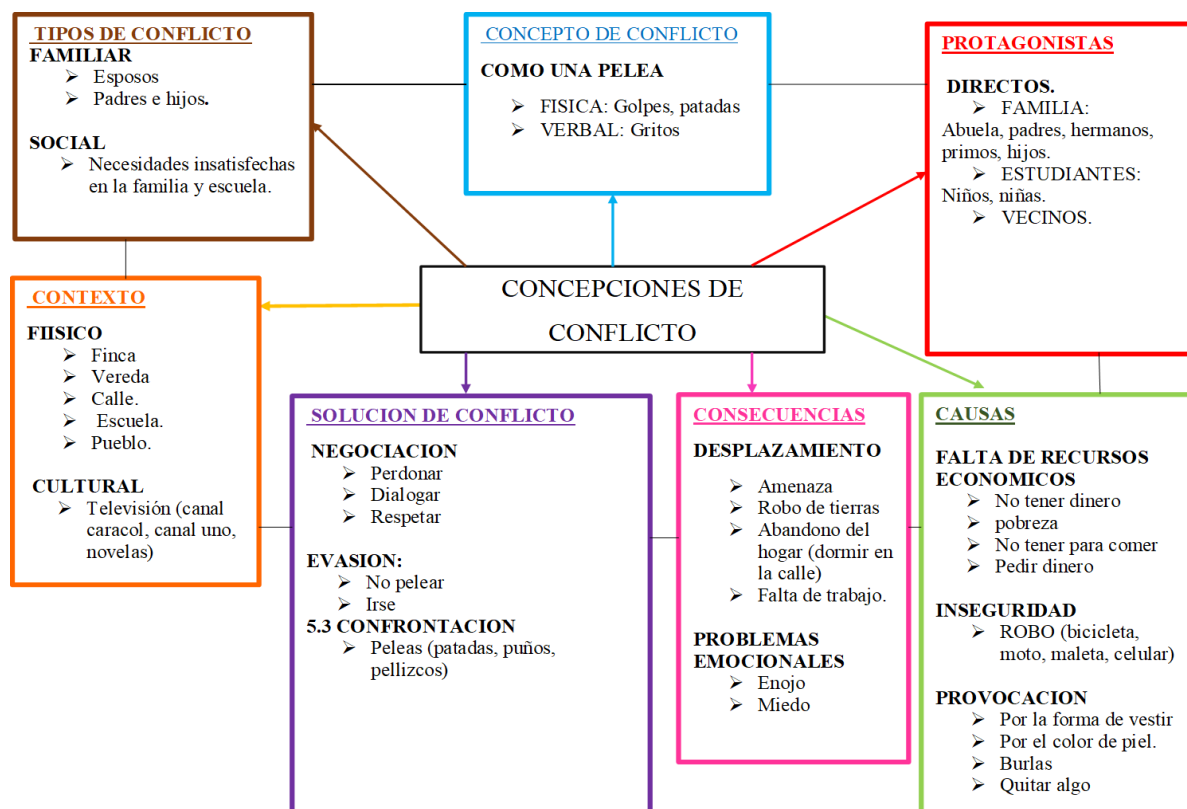 TIPOS DE CONFLICTO
FAMILIAR
➢ Esposos
➢ Padres e hijos.
SOCIAL
➢ Necesidades insatisfechas
en la familia y escuela.
CONCEPTO DE CONFLICTO
COMO UNA PELEA
➢ FISICA: Golpes, patadas
➢ VERBAL: Gritos
PROTAGONISTAS
DIRECTOS.
➢ FAMILIA:
Abuela, padres, hermanos,
primos, hijos.
➢ ESTUDIANTES:
Niños, niñas.
➢ VECINOS.
CONCEPCIONES DE
CONFLICTO
CONTEXTO
FIISICO
➢ Finca
➢ Vereda
➢ Calle.
➢ Escuela.
➢ Pueblo.
CULTURAL
➢ Televisión (canal
caracol, canal uno,
novelas)
SOLUCION DE CONFLICTO
NEGOCIACION
➢ Perdonar
➢ Dialogar
➢ Respetar
EVASION:
➢ No pelear
➢ Irse
5.3 CONFRONTACION
➢ Peleas (patadas, puños,
pellizcos)
CONSECUENCIAS
DESPLAZAMIENTO
➢ Amenaza
➢ Robo de tierras
➢ Abandono del
hogar (dormir en
la calle)
➢ Falta de trabajo.
PROBLEMAS
EMOCIONALES
➢ Enojo
➢ Miedo
CAUSAS
FALTA DE RECURSOS
ECONOMICOS
➢ No tener dinero
➢ pobreza
➢ No tener para comer
➢ Pedir dinero
INSEGURIDAD
➢ ROBO (bicicleta,
moto, maleta, celular)
PROVOCACION
➢ Por la forma de vestir
➢ Por el color de piel.
➢ Burlas
➢ Quitar algo